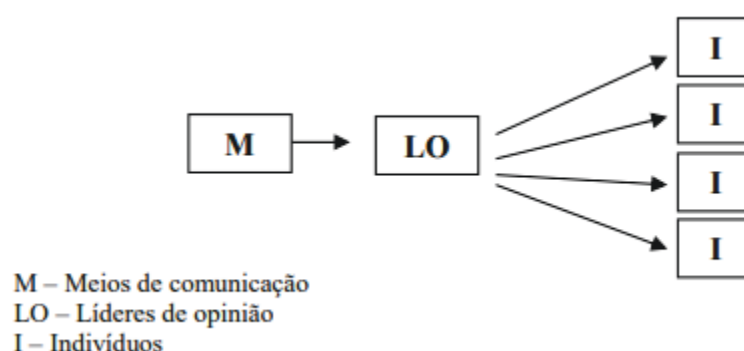 M
LO
I
I
I
I
M – Meios de comunicação
LO – Líderes de opinião
I – Indivíduos